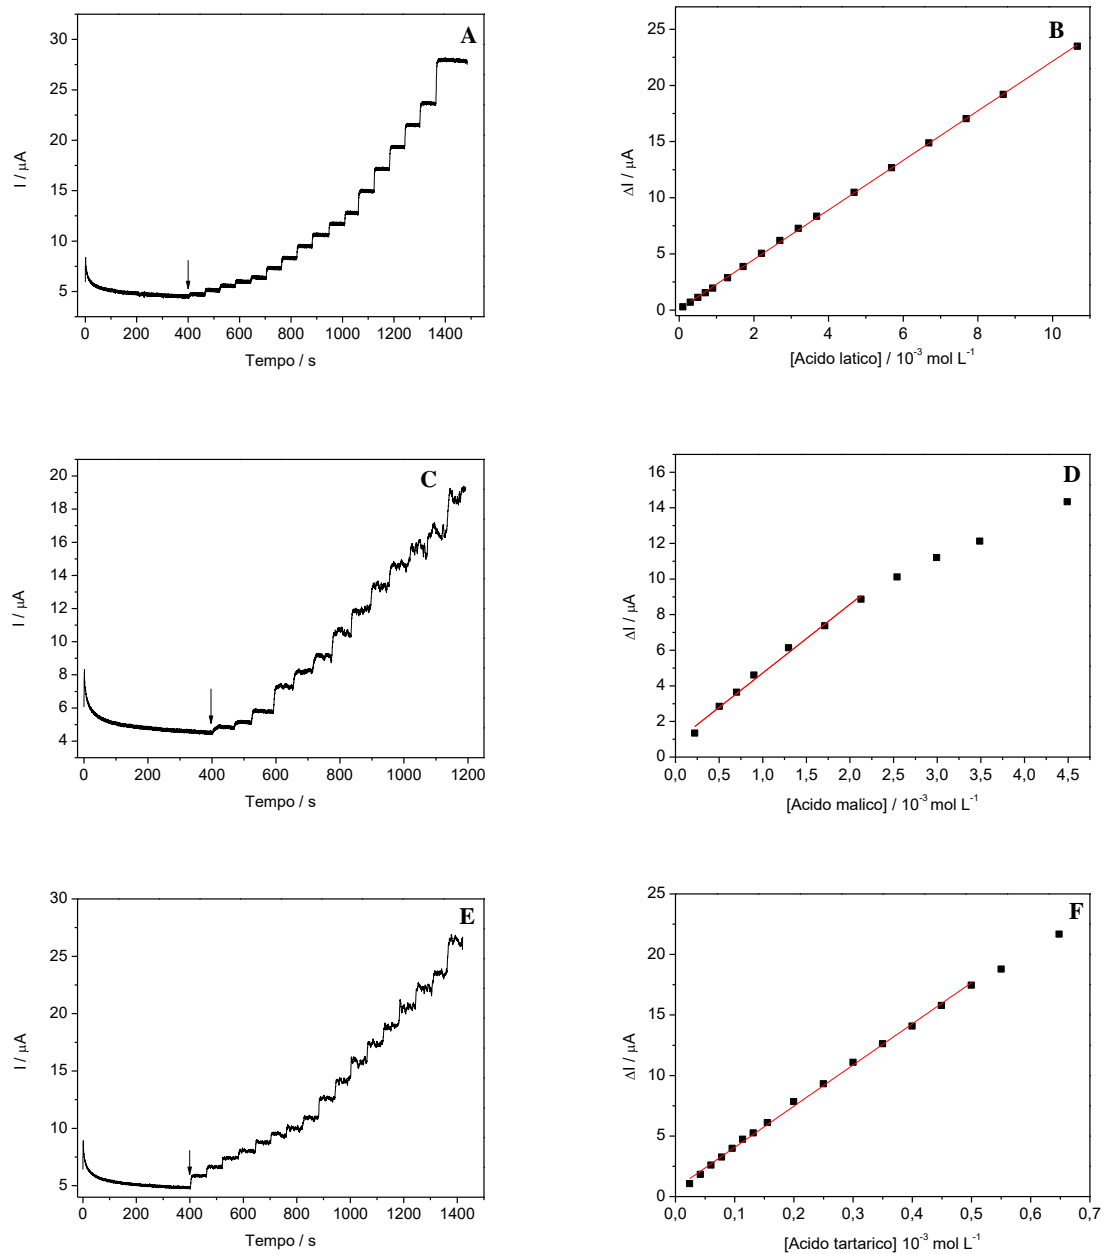 A
I / µA
30
25
20
15
10
5
0 200 400 600 800 1000 1200 1400
Tempo / s
B
ΔI / µA
25
20
15
10
5
0
0 2 4 6 8 10
[Acido latico] / 10⁻³ mol L⁻¹
C
I / µA
20
18
16
14
12
10
8
6
4
0 200 400 600 800 1000 1200
Tempo / s
D
ΔI / µA
16
14
12
10
8
6
4
2
0
0,0 0,5 1,0 1,5 2,0 2,5 3,0 3,5 4,0 4,5
[Acido malico] / 10⁻³ mol L⁻¹
E
I / µA
30
25
20
15
10
5
0 200 400 600 800 1000 1200 1400
Tempo / s
F
ΔI / µA
25
20
15
10
5
0
0,0 0,1 0,2 0,3 0,4 0,5 0,6 0,7
[Acido tartarico] 10⁻³ mol L⁻¹